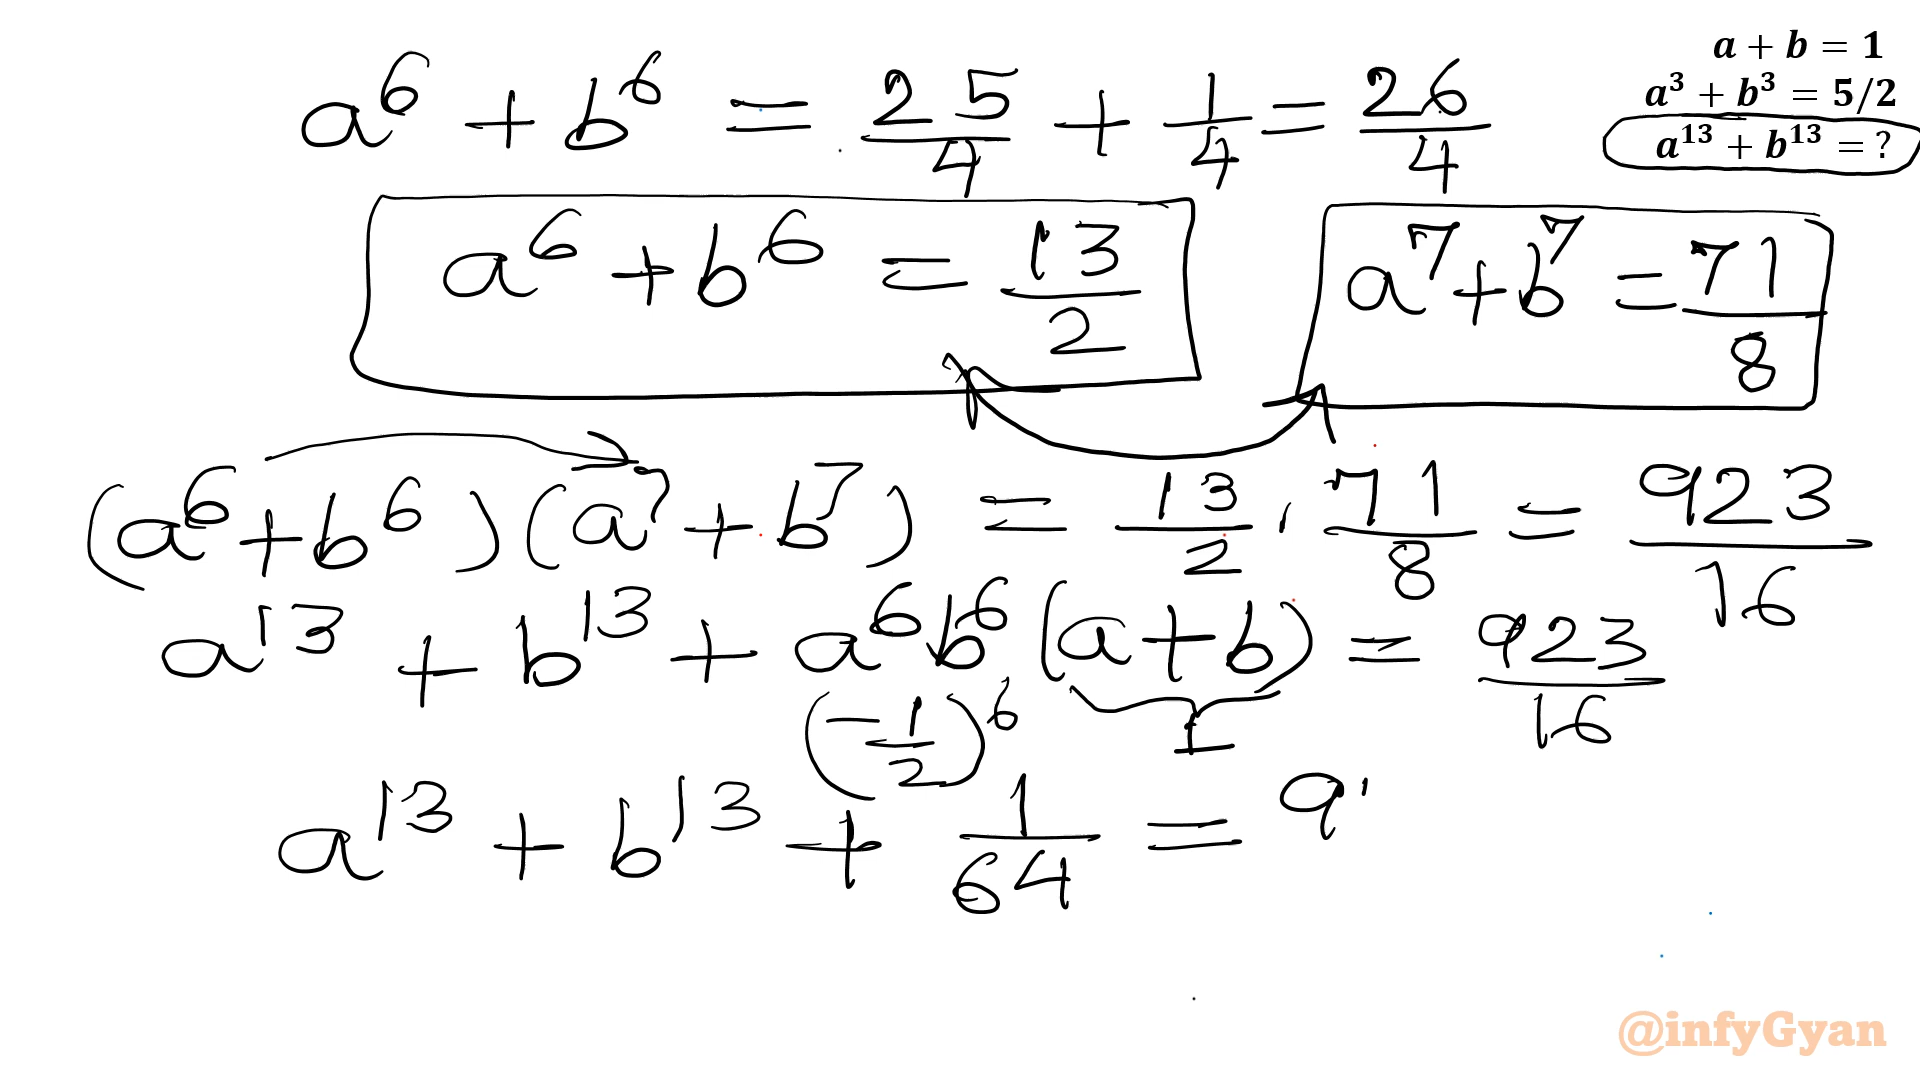 a + b = 1
a³ + b³ = 5/2
a¹³ + b¹³ = ?
a⁶ + b⁶ = 25/4 + 1/4 = 26/4
a⁶ + b⁶ = 13/2
a⁷ + b⁷ = 71/8
(a⁶ + b⁶)(a⁷ + b⁷) = 13/2 · 71/8 = 923/16
a¹³ + b¹³ + a⁶b⁶(a + b) = 923/16
(-1/2)⁶ 1
a¹³ + b¹³ + 1/64 = 9
@infyGyan